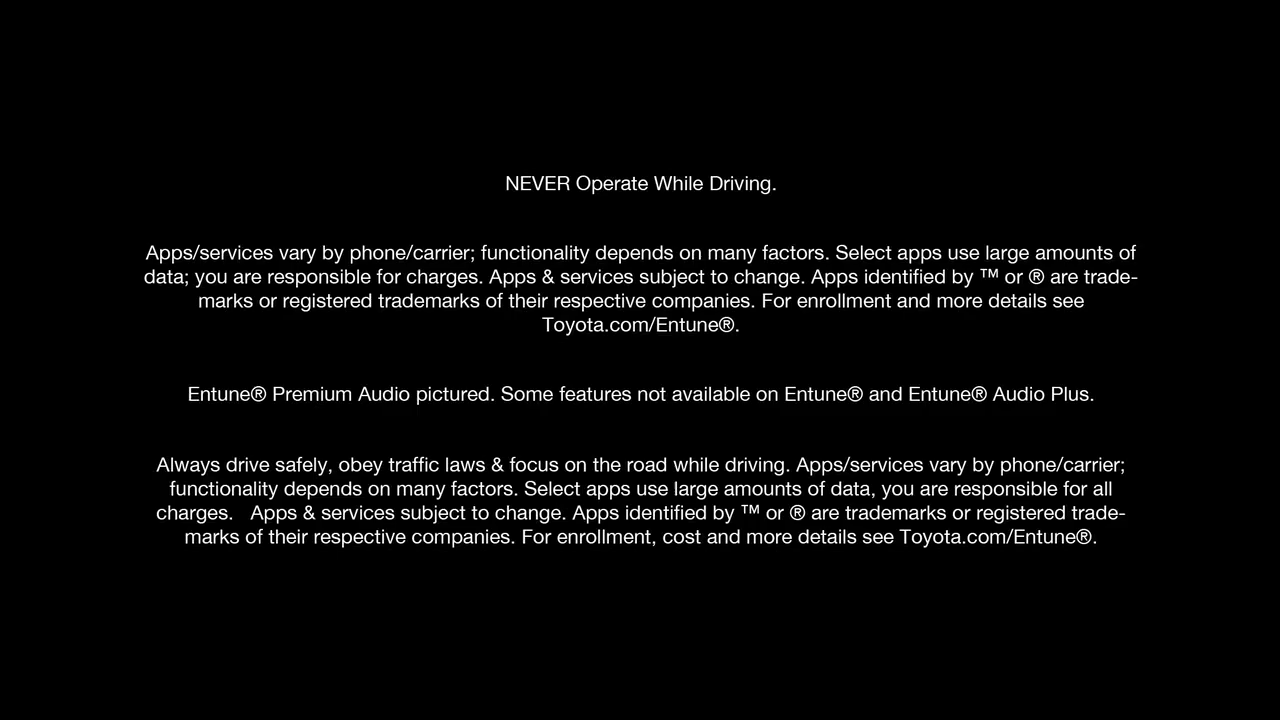 NEVER Operate While Driving.
Apps/services vary by phone/carrier; functionality depends on many factors. Select apps use large amounts of
data; you are responsible for charges. Apps & services subject to change. Apps identified by ™ or ® are trade-
marks or registered trademarks of their respective companies. For enrollment and more details see
Toyota.com/Entune®.
Entune® Premium Audio pictured. Some features not available on Entune® and Entune® Audio Plus.
Always drive safely, obey traffic laws & focus on the road while driving. Apps/services vary by phone/carrier;
functionality depends on many factors. Select apps use large amounts of data, you are responsible for all
charges.   Apps & services subject to change. Apps identified by ™ or ® are trademarks or registered trade-
marks of their respective companies. For enrollment, cost and more details see Toyota.com/Entune®.